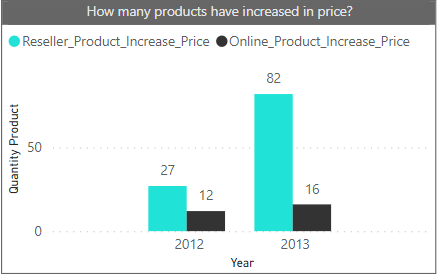 How many products have increased in price?
Reseller_Product_Increase_Price Online_Product_Increase_Price
Quantity Product
50
0
27
12
82
16
2012 2013
Year